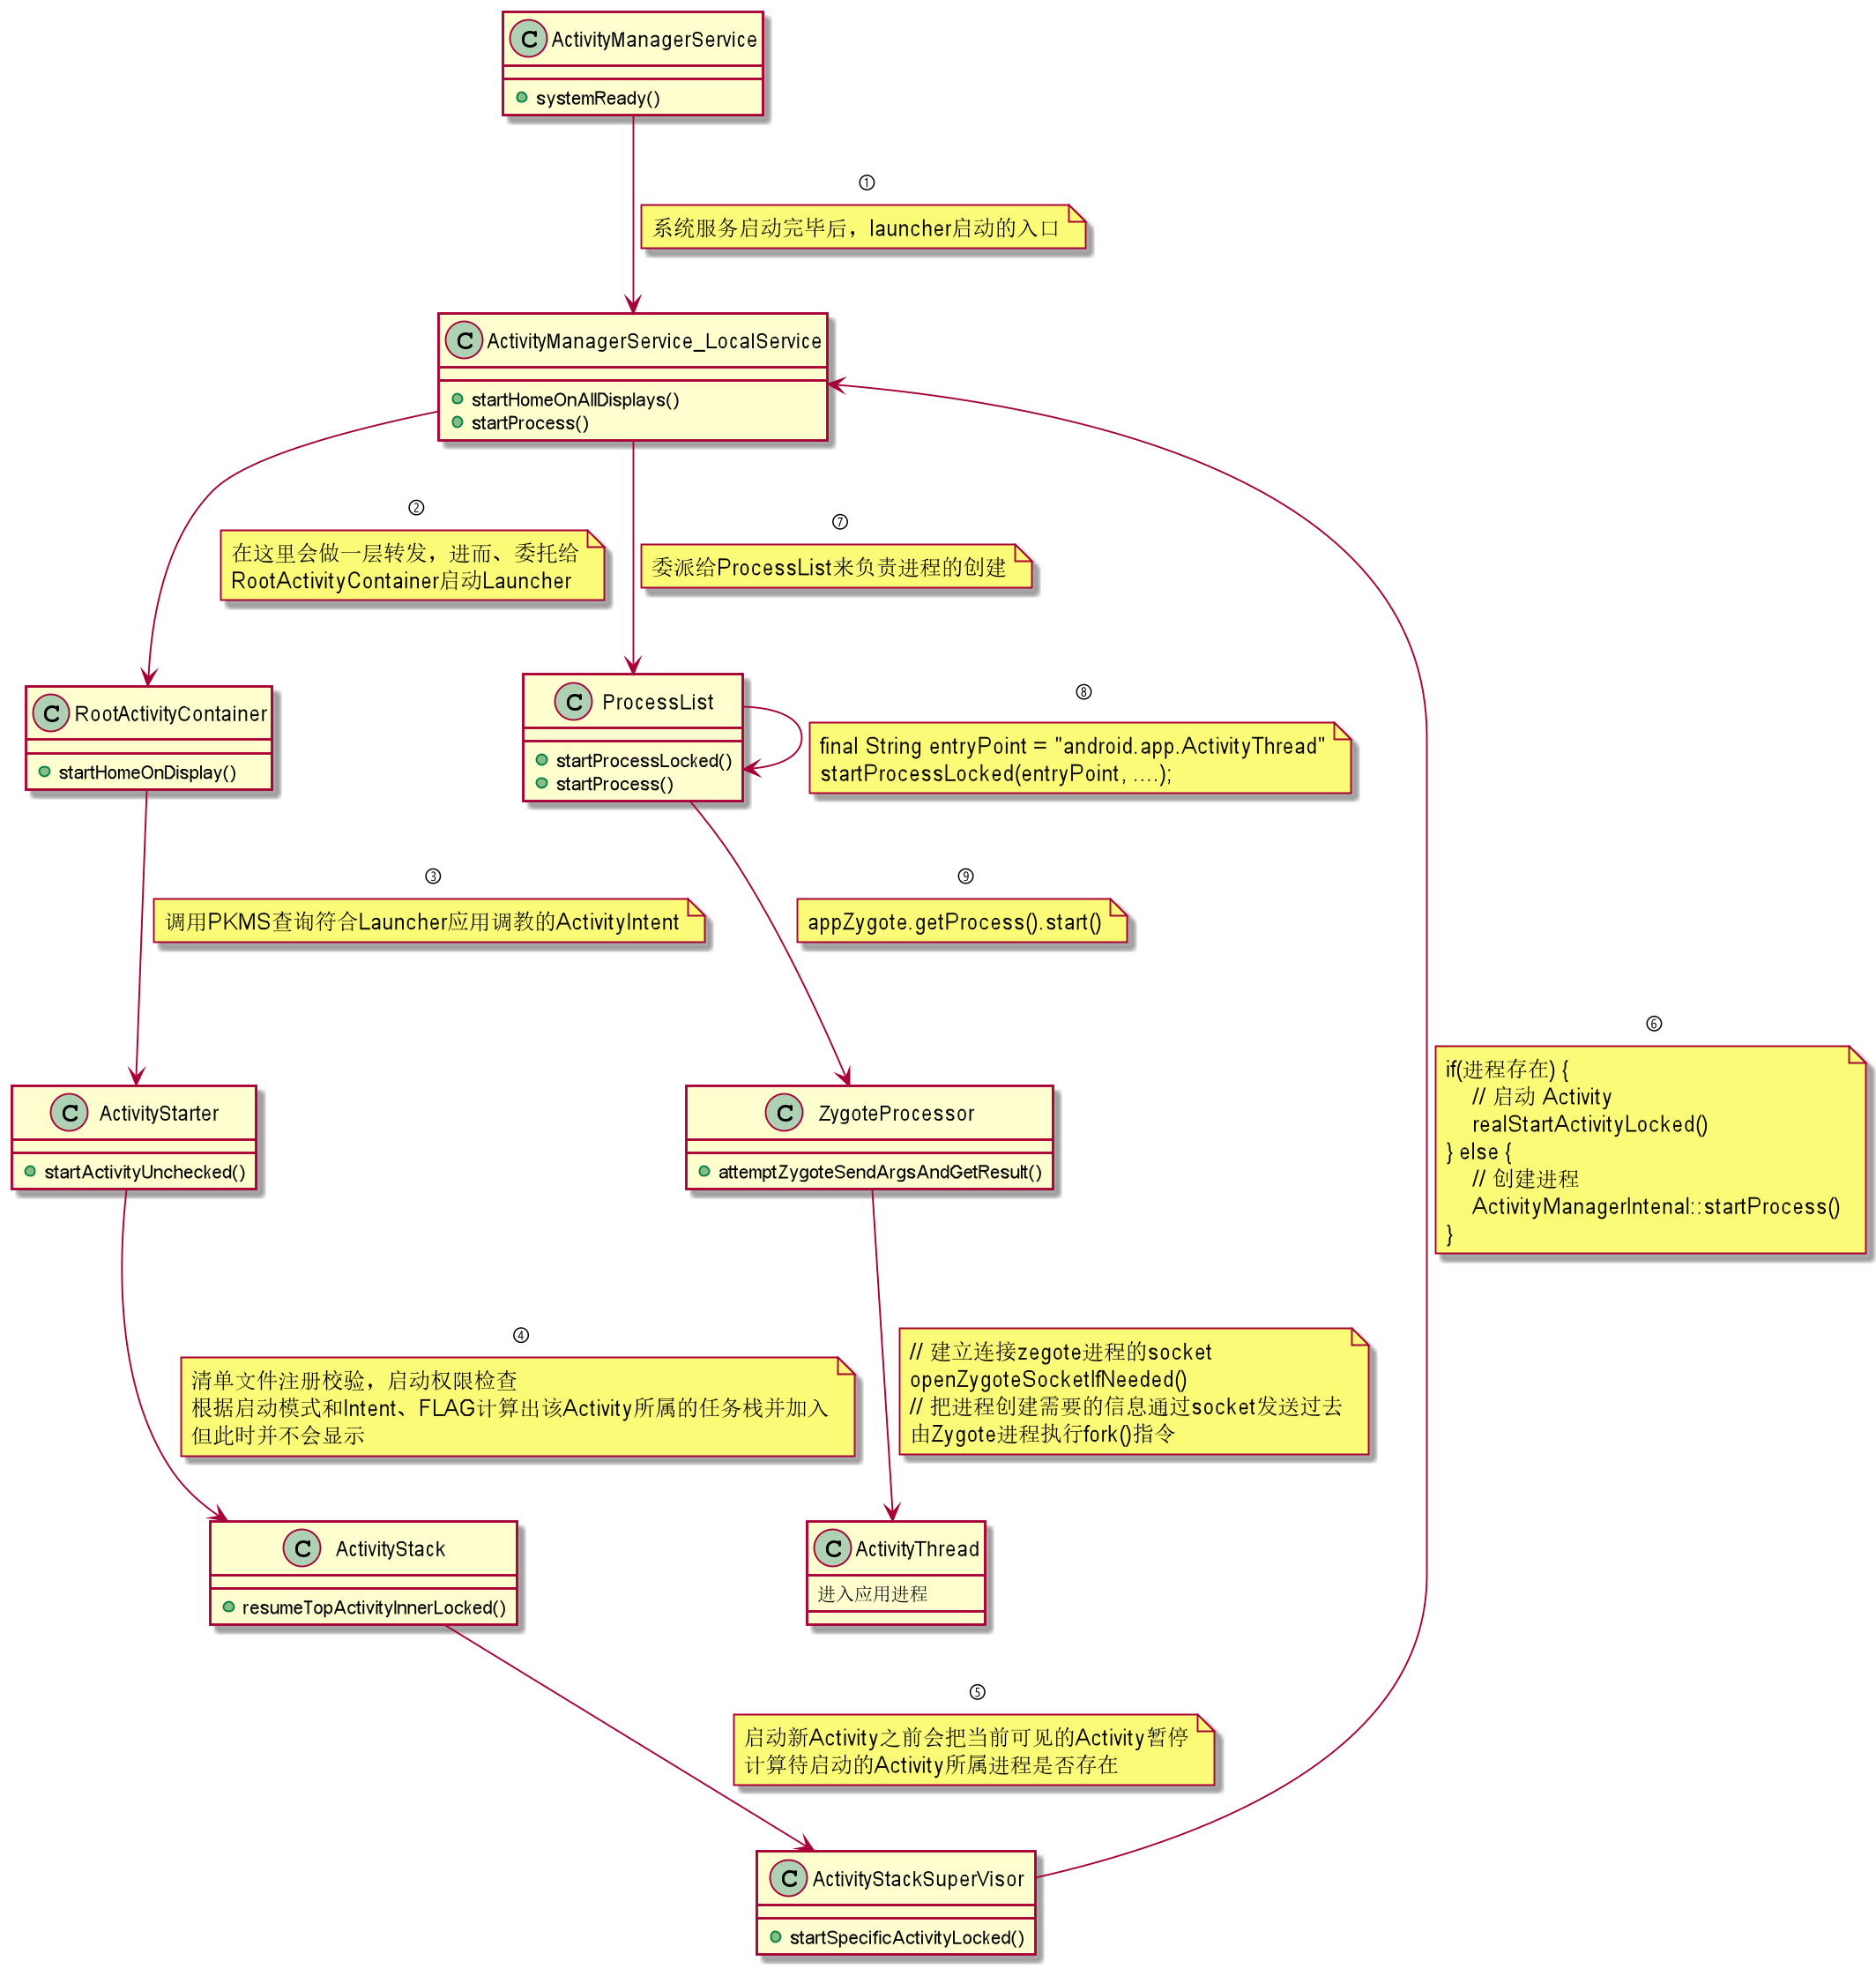 C ActivityManagerService
systemReady()
①
系统服务启动完毕后，launcher启动的入口
C ActivityManagerService_LocalService
startHomeOnAllDisplays()
startProcess()
②
在这里会做一层转发，进而、委托给
RootActivityContainer启动Launcher
⑦
委派给ProcessList来负责进程的创建
C RootActivityContainer
startHomeOnDisplay()
C ProcessList
startProcessLocked()
startProcess()
⑧
final String entryPoint = "android.app.ActivityThread"
startProcessLocked(entryPoint, ....);
③
调用PKMS查询符合Launcher应用调教的ActivityIntent
⑨
appZygote.getProcess().start()
⑥
if(进程存在) {
// 启动 Activity
realStartActivityLocked()
} else {
// 创建进程
ActivityManagerIntenal::startProcess()
}
C ActivityStarter
startActivityUnchecked()
C ZygoteProcessor
attemptZygoteSendArgsAndGetResult()
④
清单文件注册校验，启动权限检查
根据启动模式和Intent、FLAG计算出该Activity所属的任务栈并加入
但此时并不会显示
// 建立连接zegote进程的socket
openZygoteSocketIfNeeded()
// 把进程创建需要的信息通过socket发送过去
由Zygote进程执行fork()指令
C ActivityStack
resumeTopActivityInnerLocked()
C ActivityThread
进入应用进程
⑤
启动新Activity之前会把当前可见的Activity暂停
计算待启动的Activity所属进程是否存在
C ActivityStackSuperVisor
startSpecificActivityLocked()